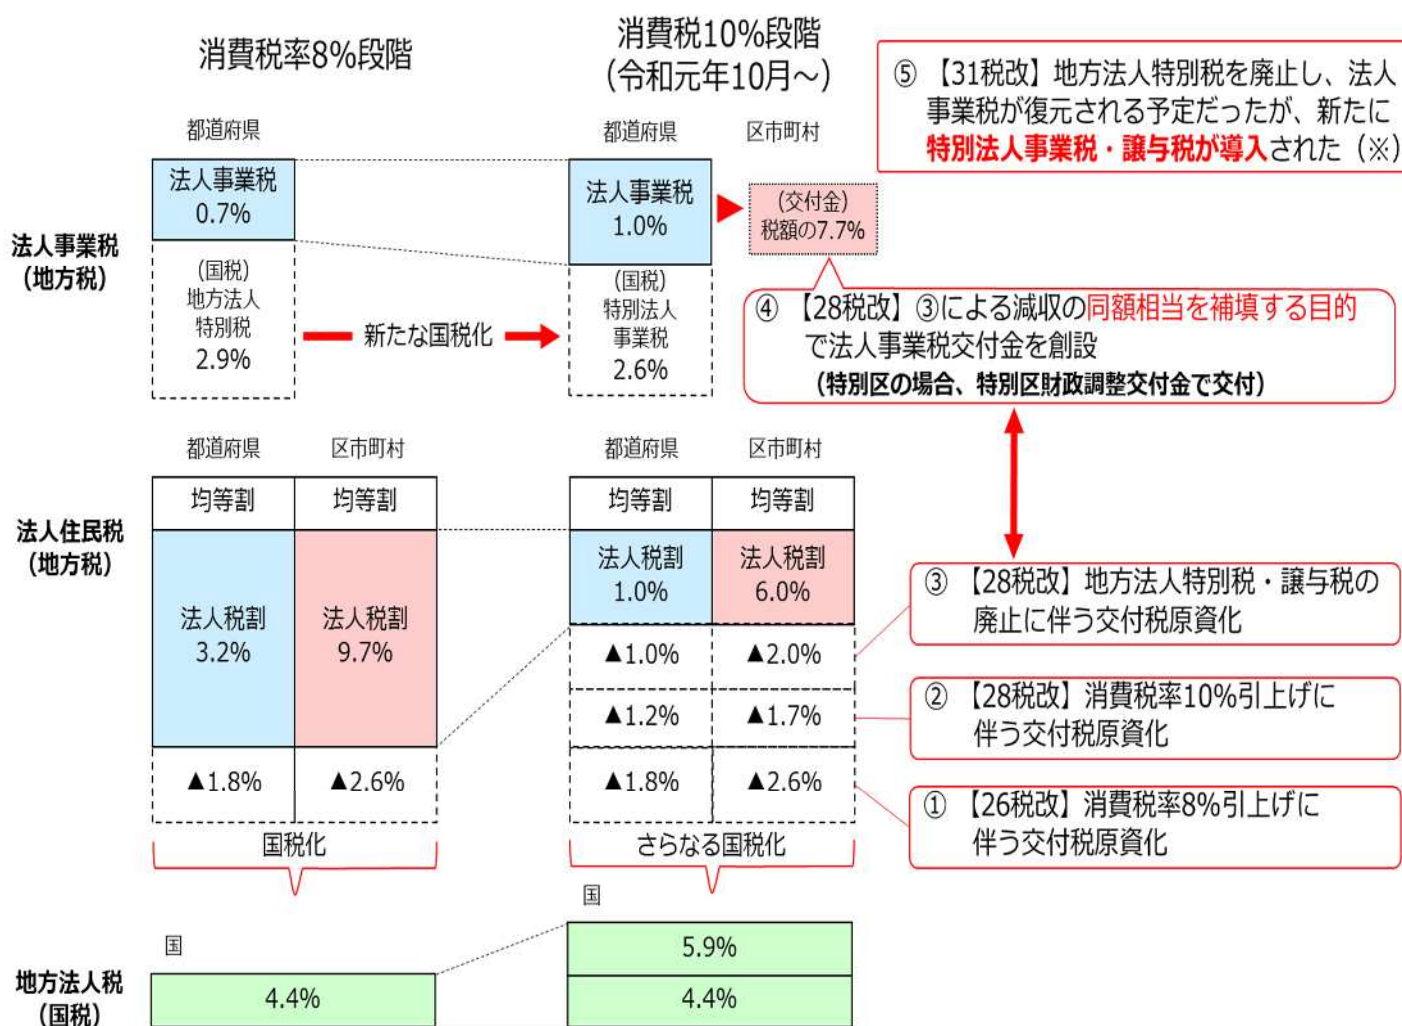 消費税率8%段階
消費税10%段階
（令和元年10月～）
⑤ 【31税改】地方法人特別税を廃止し、法人
事業税が復元される予定だったが、新たに
特別法人事業税・譲与税が導入された（※）
都道府県
都道府県
区市町村
法人事業税
（地方税）
法人事業税
0.7%
（国税）
地方法人
特別税
2.9%
新たな国税化
法人事業税
1.0%
（国税）
特別法人
事業税
2.6%
（交付金）
税額の7.7%
④ 【28税改】③による減収の同額相当を補填する目的
で法人事業税交付金を創設
（特別区の場合、特別区財政調整交付金で交付）
都道府県
区市町村
都道府県
区市町村
法人住民税
（地方税）
均等割
均等割
均等割
均等割
法人税割
3.2%
法人税割
9.7%
法人税割
1.0%
法人税割
6.0%
▲1.0%
▲2.0%
③ 【28税改】地方法人特別税・譲与税の
廃止に伴う交付税原資化
▲1.2%
▲1.7%
② 【28税改】消費税率10%引上げに
伴う交付税原資化
▲1.8%
▲2.6%
▲1.8%
▲2.6%
① 【26税改】消費税率8%引上げに
伴う交付税原資化
国税化
さらなる国税化
国
国
地方法人税
（国税）
4.4%
5.9%
4.4%